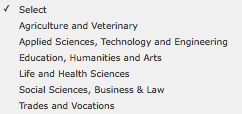 ✓ Select
Agriculture and Veterinary
Applied Sciences, Technology and Engineering
Education, Humanities and Arts
Life and Health Sciences
Social Sciences, Business & Law
Trades and Vocations